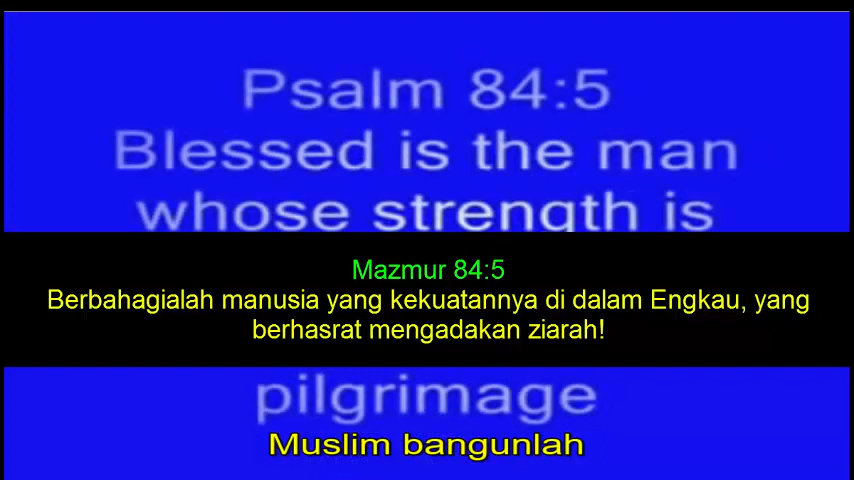 Psalm 84:5
Blessed is the man
whose strength is
Mazmur 84:5
Berbahagialah manusia yang kekuatannya di dalam Engkau, yang
berhasrat mengadakan ziarah!
pilgrimage
Muslim bangunlah